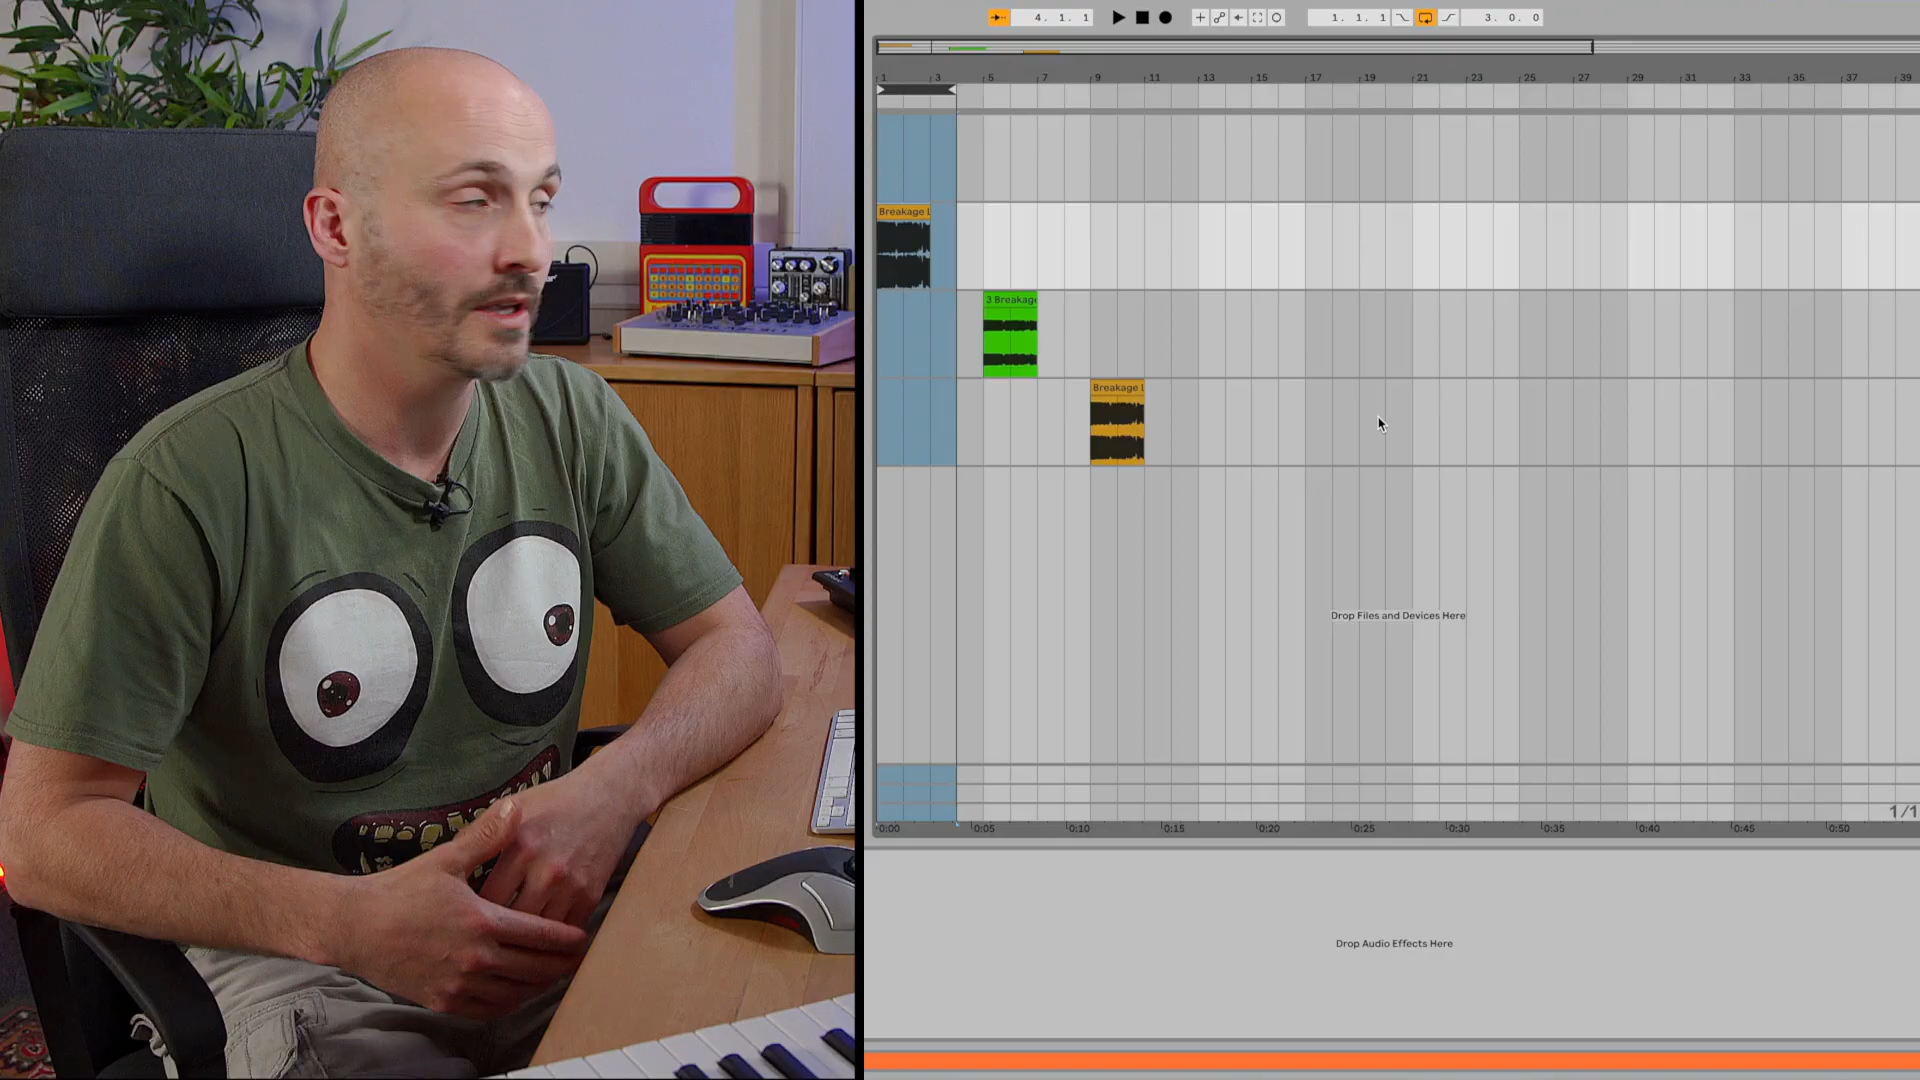 4. 1. 1
1. 1. 1
3. 0. 0
1 3 5 7 9 11 13 15 17 19 21 23 25 27 29 31 33 35 37 39
Breakage L
3 Breakage
Breakage L
Drop Files and Devices Here
1/1
0:00 0:05 0:10 0:15 0:20 0:25 0:30 0:35 0:40 0:45 0:50
Drop Audio Effects Here